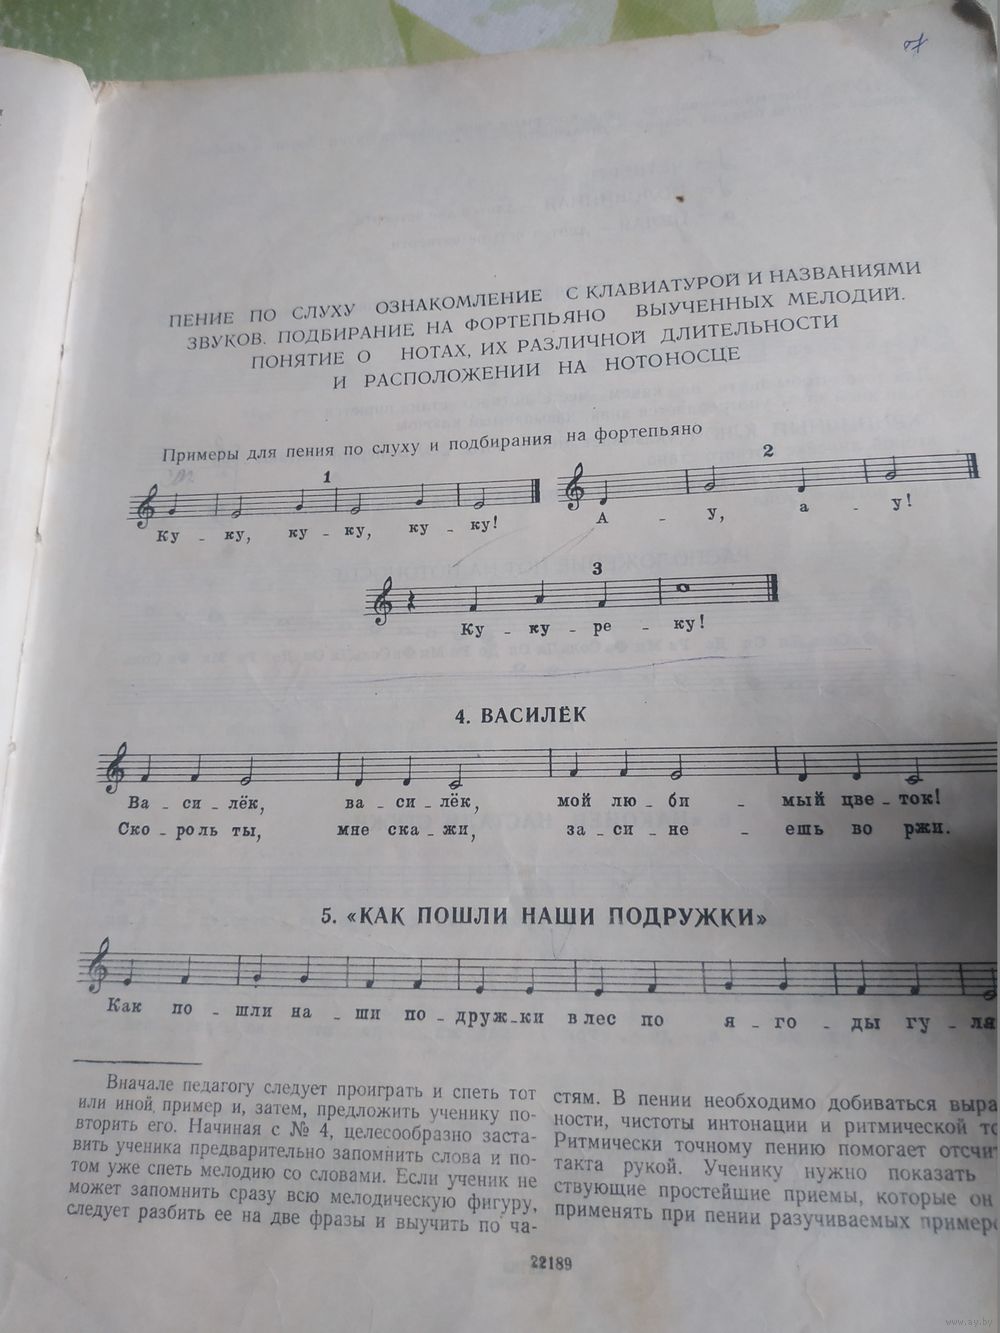 ПЕНИЕ ПО СЛУХУ ОЗНАКОМЛЕНИЕ С КЛАВИАТУРОЙ И НАЗВАНИЯМИ
ЗВУКОВ. ПОДБИРАНИЕ НА ФОРТЕПЬЯНО ВЫУЧЕННЫХ МЕЛОДИЙ.
ПОНЯТИЕ О НОТАХ, ИХ РАЗЛИЧНОЙ ДЛИТЕЛЬНОСТИ
И РАСПОЛОЖЕНИИ НА НОТОНОСЦЕ
Примеры для пения по слуху и подбирания на фортепьяно
1
Ку - ку, ку - ку, ку - ку!
2
А - у, а - у!
3
Ку - ку - ре - ку!
4. ВАСИЛЁК
Ва - си - лёк, ва - си - лёк, мой лю - би - мый цве - ток!
Ско - роль ты, мне ска - жи, за - си - не - ешь во ржи.
5. «КАК ПОШЛИ НАШИ ПОДРУЖКИ»
Как по - шли на - ши по - друж - ки в лес по я - го - ды гу - ля
Вначале педагогу следует проиграть и спеть тот
или иной пример и, затем, предложить ученику по-
вторить его. Начиная с № 4, целесообразно заста-
вить ученика предварительно запомнить слова и по-
том уже спеть мелодию со словами. Если ученик не
может запомнить сразу всю мелодическую фигуру,
следует разбить ее на две фразы и выучить по ча-
стям. В пении необходимо добиваться выра
ности, чистоты интонации и ритмической то
Ритмически точному пению помогает отсчи
такта рукой. Ученику нужно показать
ствующие простейшие приемы, которые он
применять при пении разучиваемых пример
22189
www.ay.by